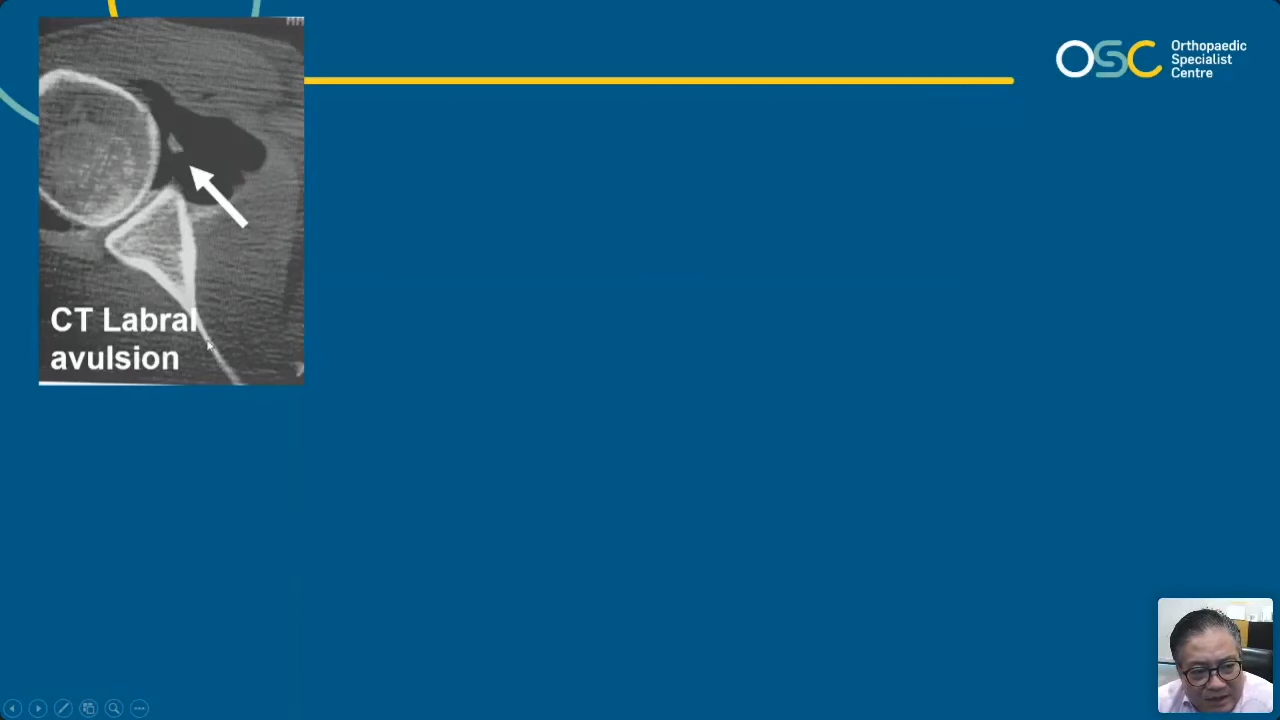 OSC
Orthopaedic
Specialist
Centre
CT Labral
avulsion